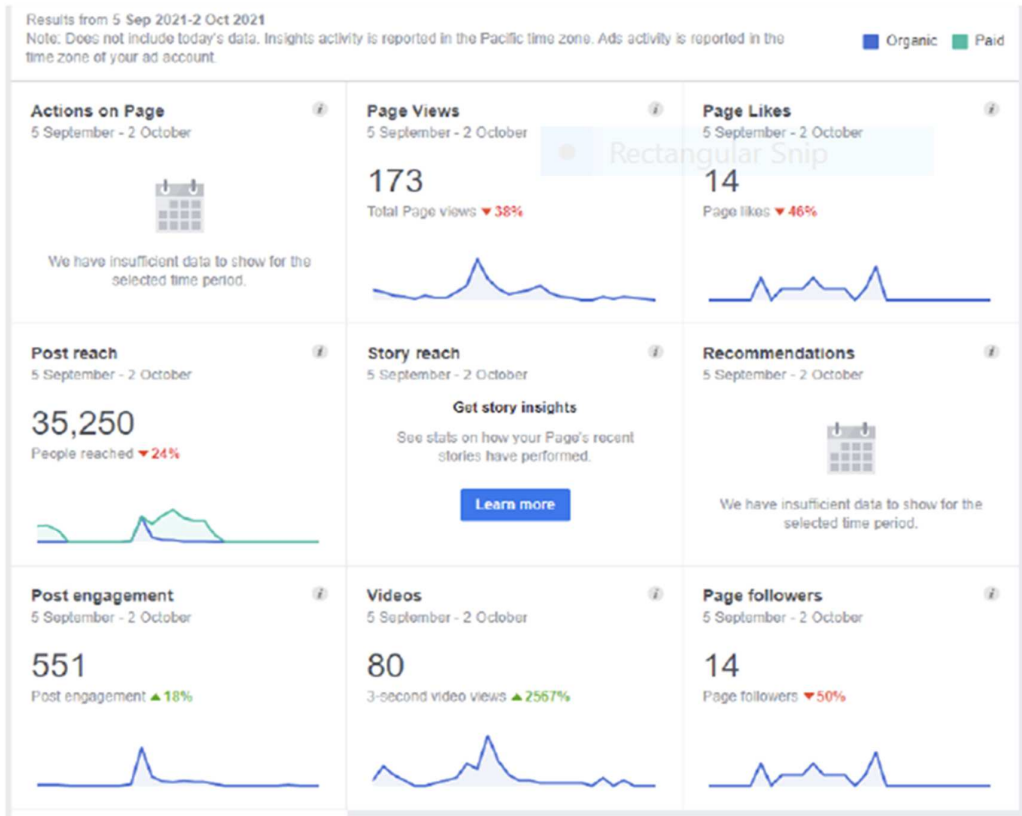 Results from 5 Sep 2021-2 Oct 2021
Note: Does not include today's data. Insights activity is reported in the Pacific time zone. Ads activity is reported in the
time zone of your ad account.
Organic Paid
Actions on Page
5 September - 2 October
We have insufficient data to show for the
selected time period.
Page Views
5 September - 2 October
173
Total Page views ▼38%
Page Likes
5 September - 2 October
Rectangular Snip
14
Page likes ▼46%
Post reach
5 September - 2 October
35,250
People reached ▼24%
Story reach
5 September - 2 October
Get story insights
See stats on how your Page's recent
stories have performed.
Learn more
Recommendations
5 September - 2 October
We have insufficient data to show for the
selected time period.
Post engagement
5 September - 2 October
551
Post engagement ▲18%
Videos
5 September - 2 October
80
3-second video views ▲2567%
Page followers
5 September - 2 October
14
Page followers ▼50%